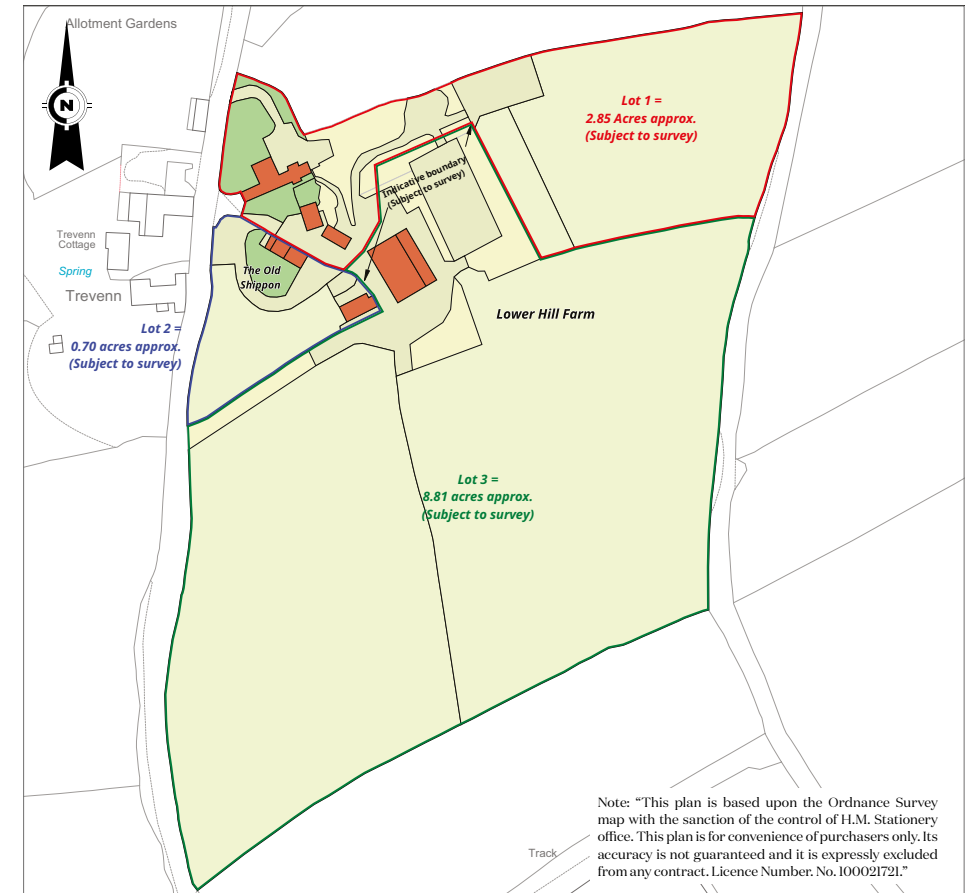 Allotment Gardens
N
Lot 1 =
2.85 Acres approx.
(Subject to survey)
Indicative boundary
(Subject to survey)
Trevenn
Cottage
Spring
Trevenn
The Old
Shippon
Lower Hill Farm
Lot 2 =
0.70 acres approx.
(Subject to survey)
Lot 3 =
8.81 acres approx.
(Subject to survey)
Track
Note: “This plan is based upon the Ordnance Survey
map with the sanction of the control of H.M. Stationery
office. This plan is for convenience of purchasers only. Its
accuracy is not guaranteed and it is expressly excluded
from any contract. Licence Number. No. 100021721.”